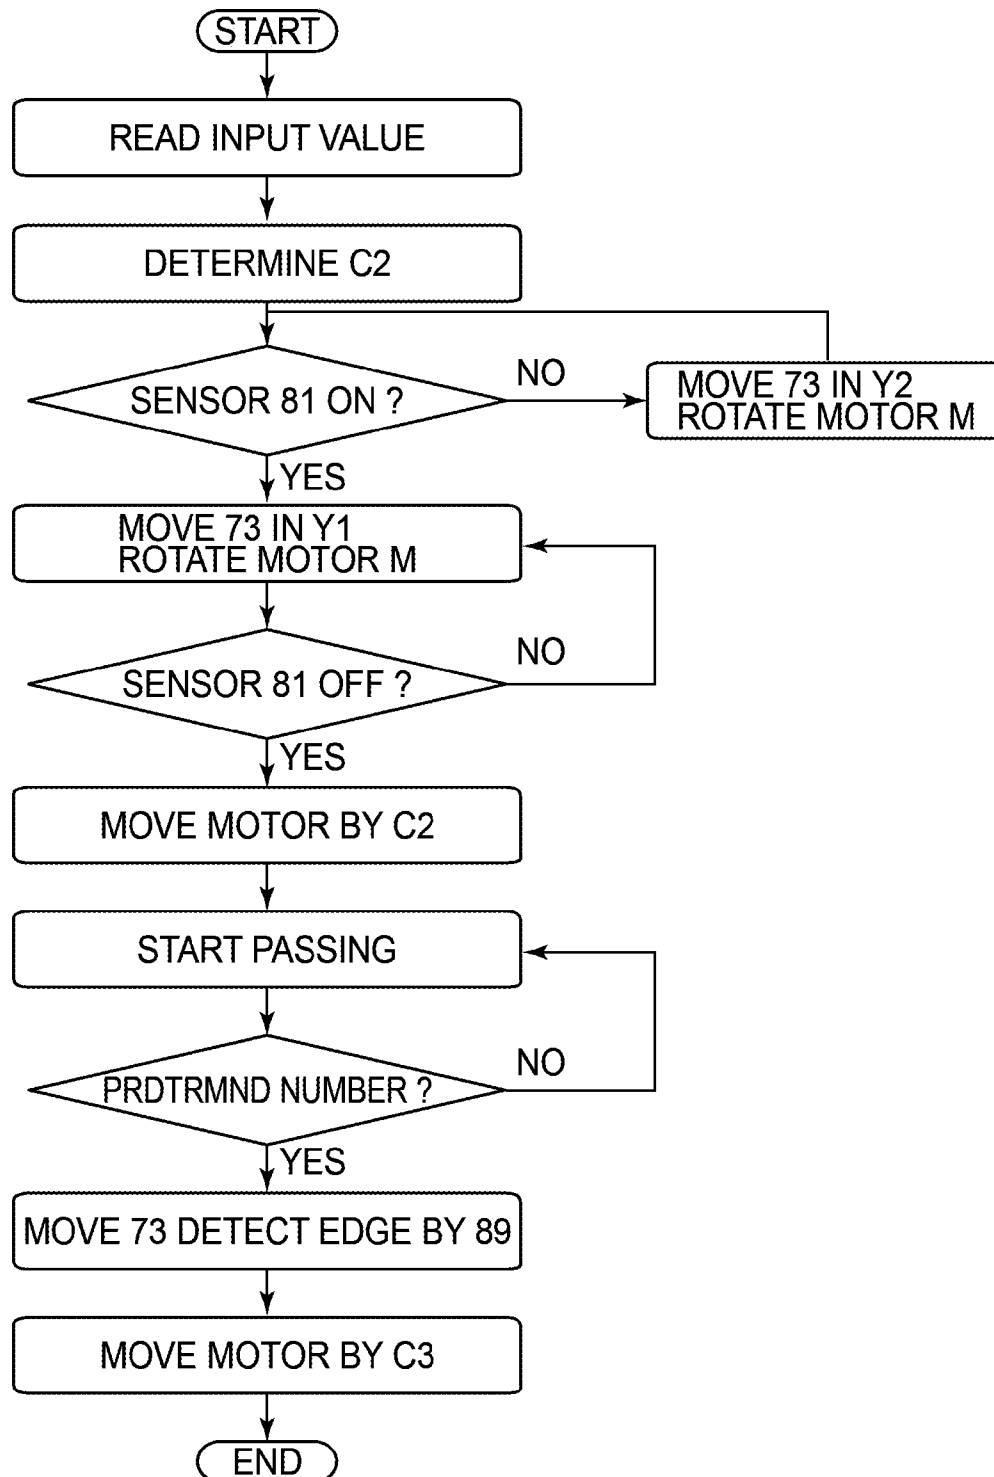 START
READ INPUT VALUE
DETERMINE C2
SENSOR 81 ON ?
NO
MOVE 73 IN Y2
ROTATE MOTOR M
YES
MOVE 73 IN Y1
ROTATE MOTOR M
SENSOR 81 OFF ?
NO
YES
MOVE MOTOR BY C2
START PASSING
PRDTRMND NUMBER ?
NO
YES
MOVE 73 DETECT EDGE BY 89
MOVE MOTOR BY C3
END